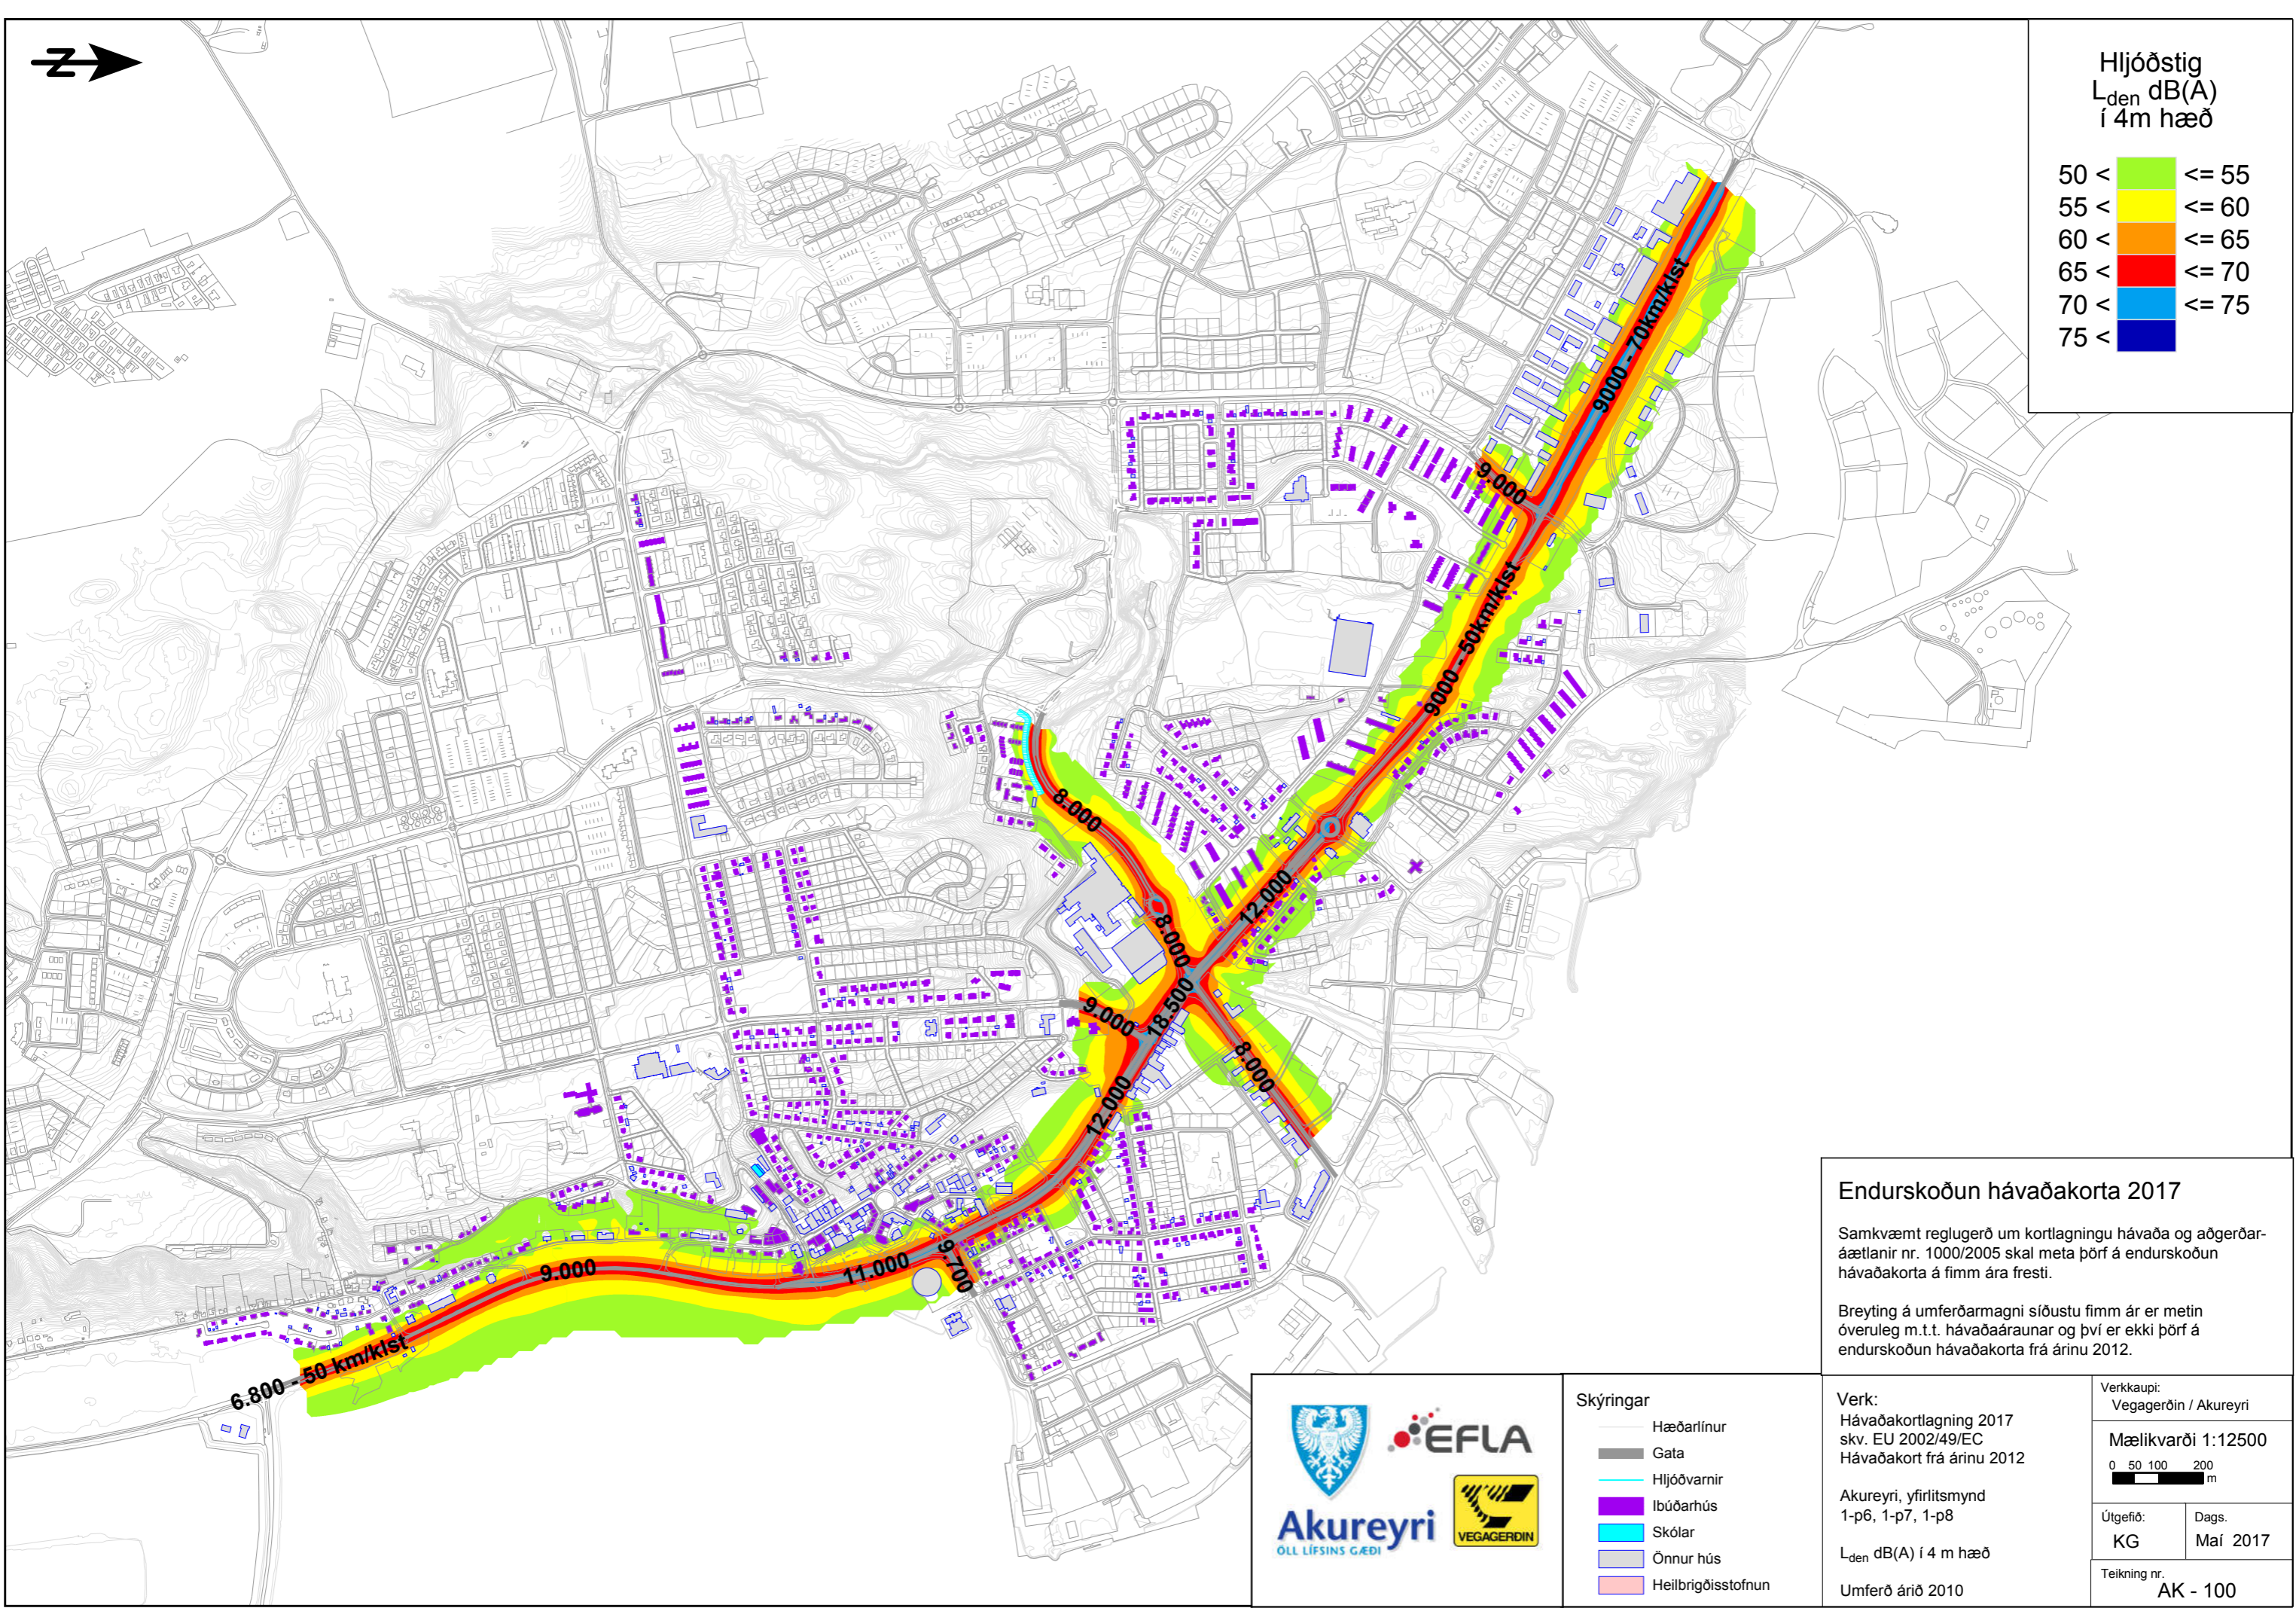 Z
Hljóðstig
Lden dB(A)
í 4m hæð
50 < <= 55
55 < <= 60
60 < <= 65
65 < <= 70
70 < <= 75
75 <
9000 - 70km/klst
9.000
9000 - 50km/klst
8.000
12.000
8.000
9.000
18.500
8.000
12.000
9.000
11.000
9.700
6.800 - 50 km/klst
Endurskoðun hávaðakorta 2017
Samkvæmt reglugerð um kortlagningu hávaða og aðgerðar-
áætlanir nr. 1000/2005 skal meta þörf á endurskoðun
hávaðakorta á fimm ára fresti.
Breyting á umferðarmagni síðustu fimm ár er metin
óveruleg m.t.t. hávaðaáraunar og því er ekki þörf á
endurskoðun hávaðakorta frá árinu 2012.
EFLA
Akureyri
ÖLL LÍFSINS GÆÐI
VEGAGERÐIN
Skýringar
Hæðarlínur
Gata
Hljóðvarnir
Ibúðarhús
Skólar
Önnur hús
Heilbrigðisstofnun
Verk:
Hávaðakortlagning 2017
skv. EU 2002/49/EC
Hávaðakort frá árinu 2012
Akureyri, yfirlitsmynd
1-p6, 1-p7, 1-p8
Lden dB(A) í 4 m hæð
Umferð árið 2010
Verkkaupi:
Vegagerðin / Akureyri
Mælikvarði 1:12500
0 50 100 200
m
Útgefið:
KG
Dags.
Maí 2017
Teikning nr.
AK - 100